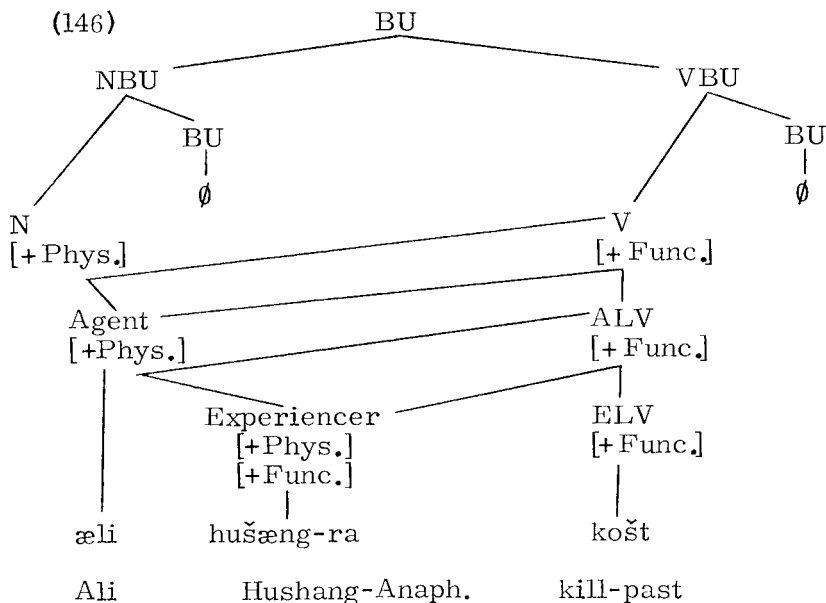 (146) BU
NBU VBU
BU BU
∅ ∅
N V
[+Phys.] [+Func.]
Agent ALV
[+Phys.] [+Func.]
Experiencer ELV
[+Phys.] [+Func.]
[+Func.]
æli hušæng-ra košt
Ali Hushang-Anaph. kill-past